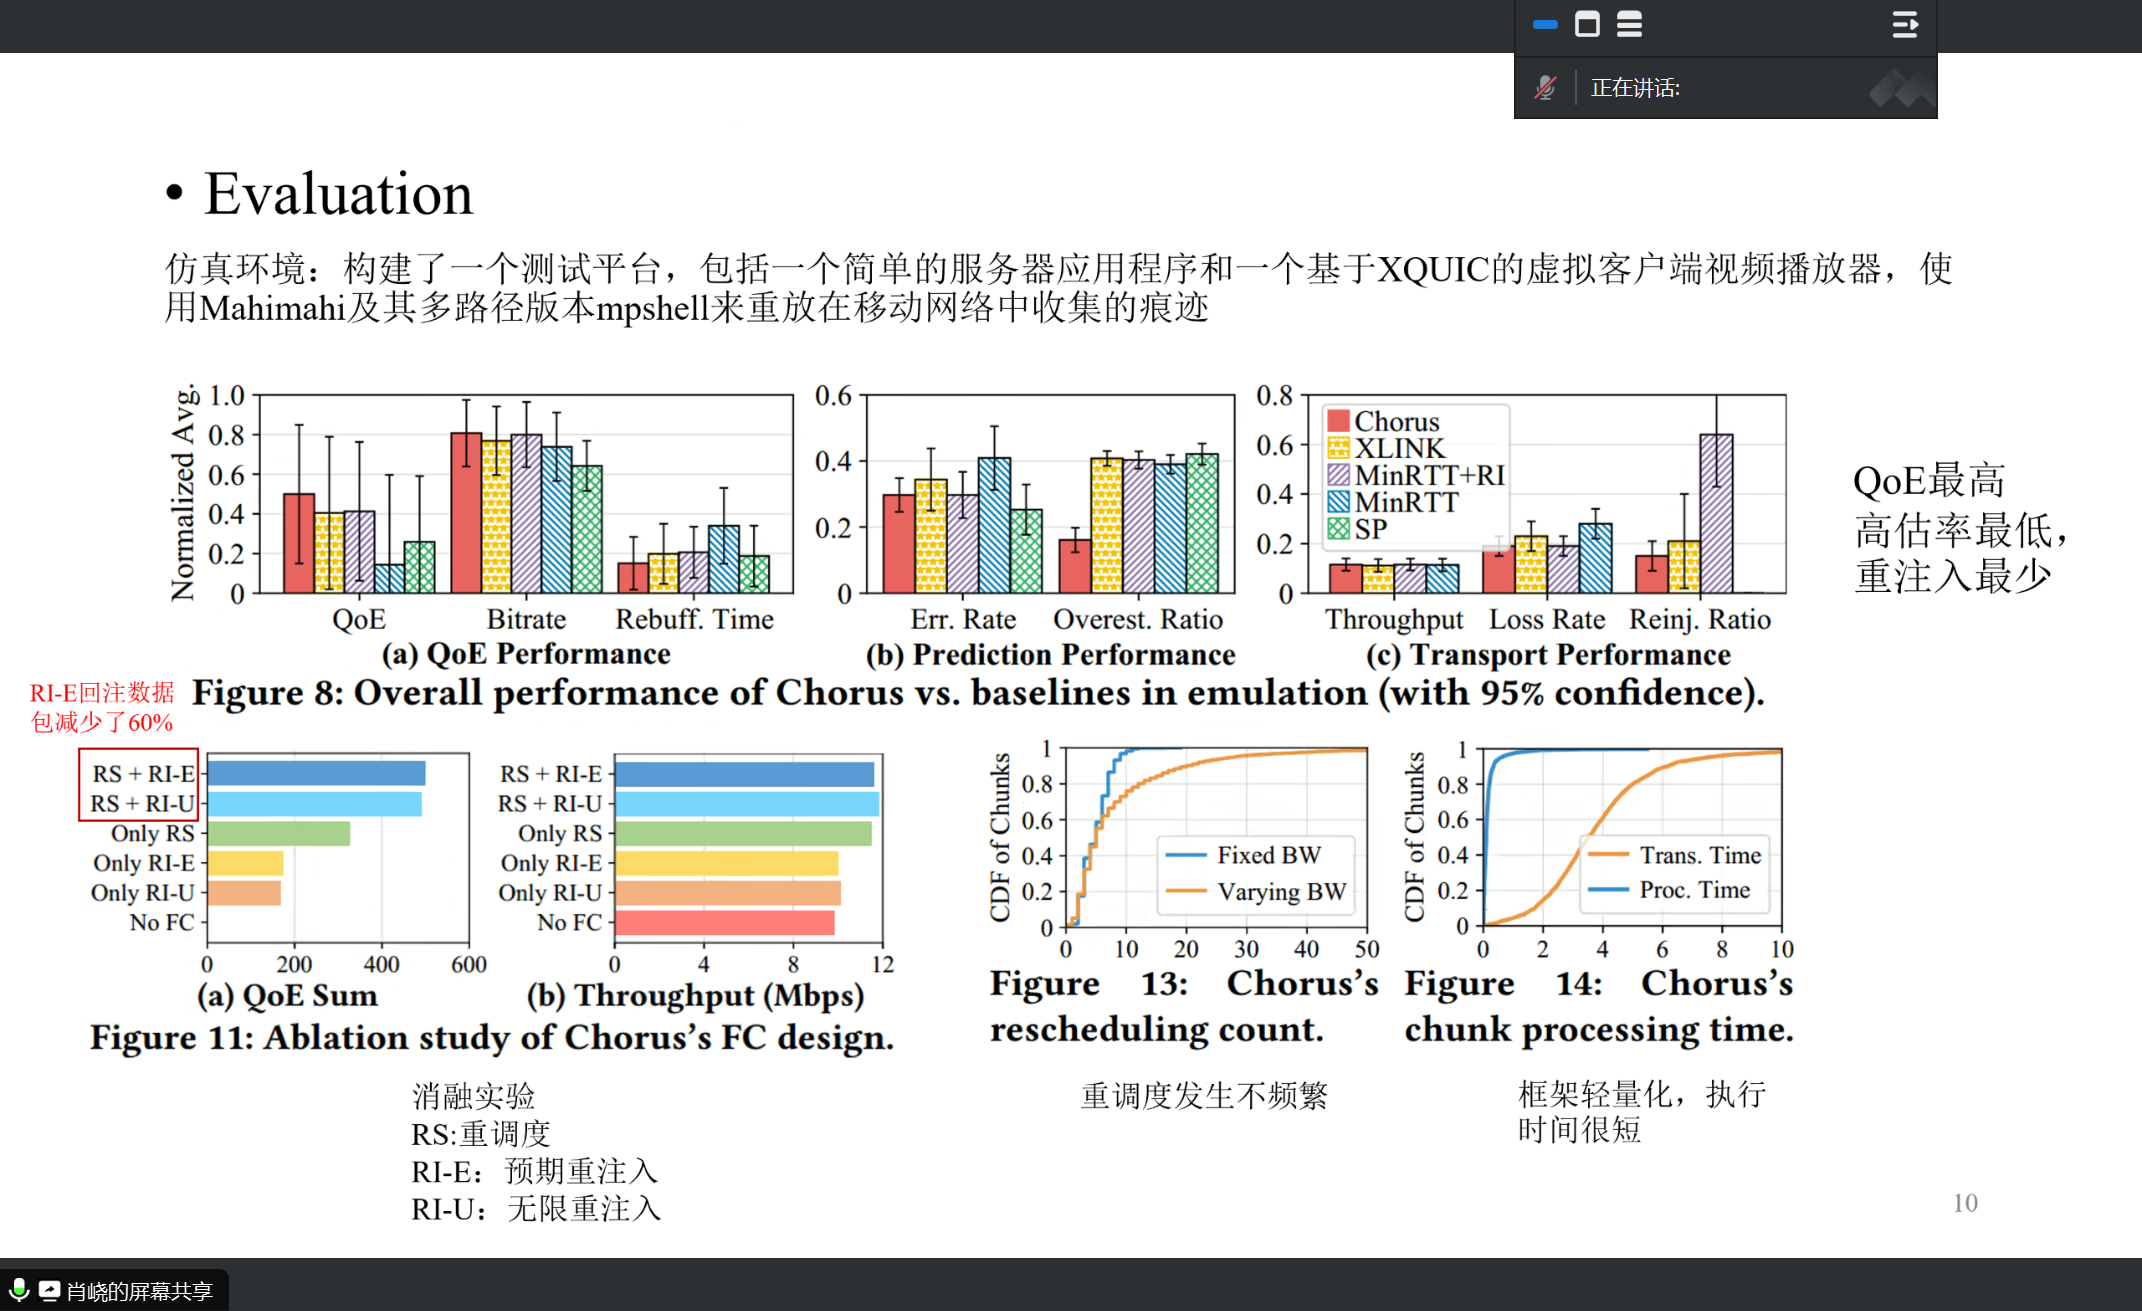 正在讲话:
• Evaluation
仿真环境：构建了一个测试平台，包括一个简单的服务器应用程序和一个基于XQUIC的虚拟客户端视频播放器，使
用Mahimahi及其多路径版本mpshell来重放在移动网络中收集的痕迹
Normalized Avg.
1.0
0.8
0.6
0.4
0.2
0
QoE Bitrate Rebuff. Time
(a) QoE Performance
0.6
0.4
0.2
0
Err. Rate Overest. Ratio
(b) Prediction Performance
0.8
0.6
0.4
0.2
0
Chorus
XLINK
MinRTT+RI
MinRTT
SP
Throughput Loss Rate Reinj. Ratio
(c) Transport Performance
QoE最高
高估率最低，
重注入最少
Figure 8: Overall performance of Chorus vs. baselines in emulation (with 95% confidence).
RI-E回注数据
包减少了60%
RS + RI-E
RS + RI-U
Only RS
Only RI-E
Only RI-U
No FC
0 200 400 600
(a) QoE Sum
RS + RI-E
RS + RI-U
Only RS
Only RI-E
Only RI-U
No FC
0 4 8 12
(b) Throughput (Mbps)
Figure 11: Ablation study of Chorus’s FC design.
CDF of Chunks
1
0.8
0.6
0.4
0.2
0
Fixed BW
Varying BW
0 10 20 30 40 50
Figure 13: Chorus’s
rescheduling count.
CDF of Chunks
1
0.8
0.6
0.4
0.2
0
Trans. Time
Proc. Time
0 2 4 6 8 10
Figure 14: Chorus’s
chunk processing time.
消融实验
RS:重调度
RI-E：预期重注入
RI-U：无限重注入
重调度发生不频繁
框架轻量化，执行
时间很短
10
肖峣的屏幕共享